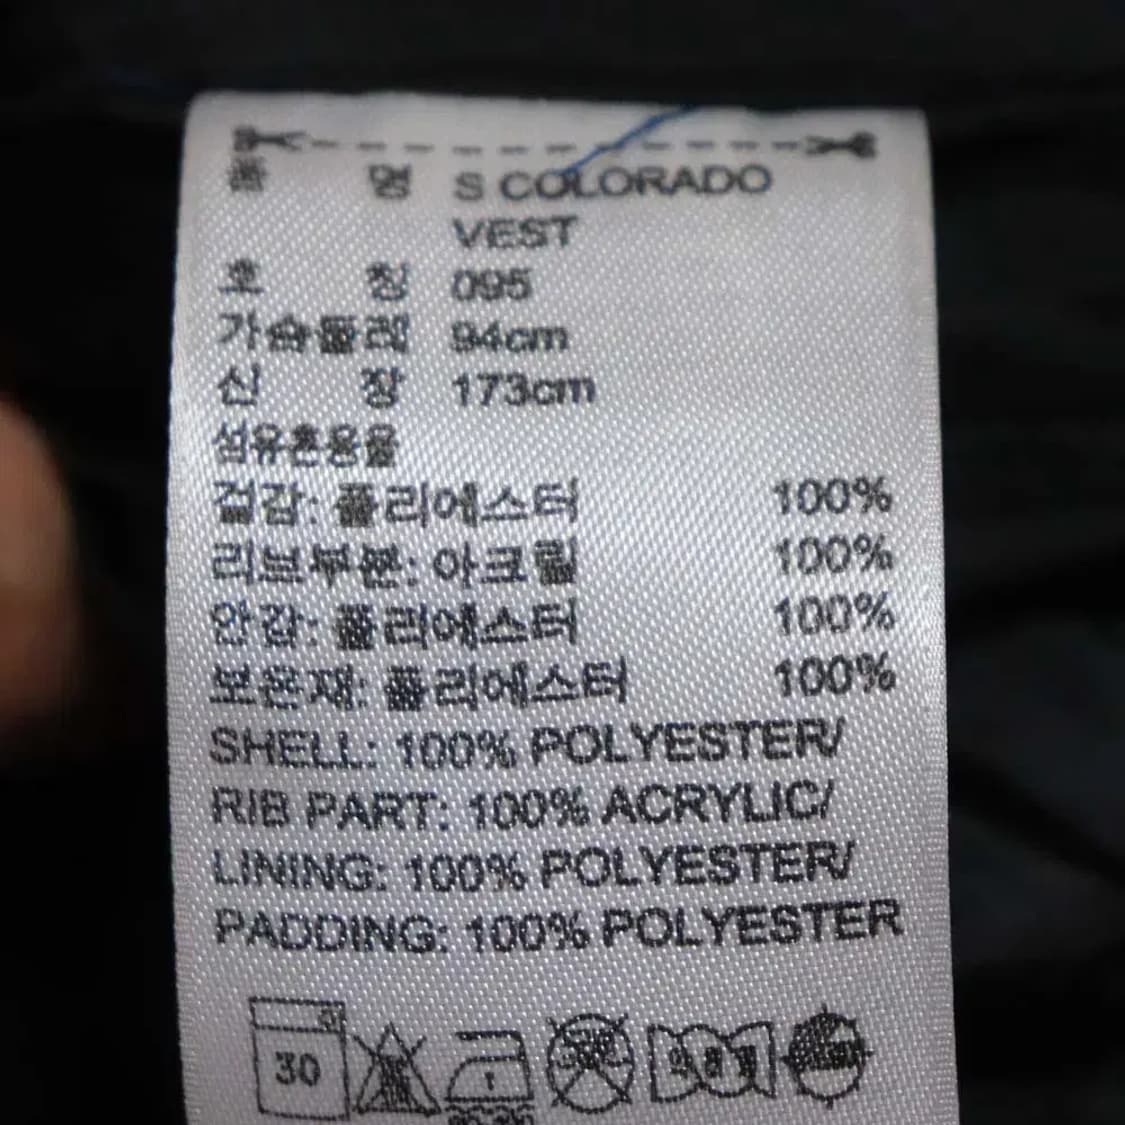 품 명 S COLORADO
VEST
호 칭 095
가슴둘레 94cm
신 장 173cm
섬유혼용율
겉감: 폴리에스터 100%
리브부분: 아크릴 100%
안감: 폴리에스터 100%
보온재: 폴리에스터 100%
SHELL: 100% POLYESTER/
RIB PART: 100% ACRYLIC/
LINING: 100% POLYESTER/
PADDING: 100% POLYESTER
30 1